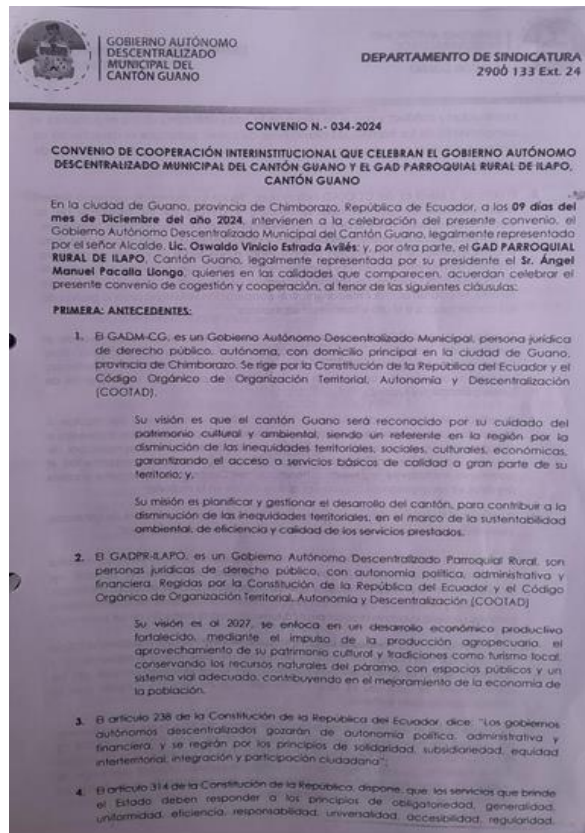 GOBIERNO AUTÓNOMO
DESCENTRALIZADO
MUNICIPAL DEL
CANTÓN GUANO
DEPARTAMENTO DE SINDICATURA
2900 133 Ext. 24
CONVENIO N.- 034-2024
CONVENIO DE COOPERACIÓN INTERINSTITUCIONAL QUE CELEBRAN EL GOBIERNO AUTÓNOMO
DESCENTRALIZADO MUNICIPAL DEL CANTÓN GUANO Y EL GAD PARROQUIAL RURAL DE ILAPO,
CANTÓN GUANO
En la ciudad de Guano, provincia de Chimborazo, República de Ecuador, a los 09 días del
mes de Diciembre del año 2024, intervienen a la celebración del presente convenio, el
Gobierno Autónomo Descentralizado Municipal del Cantón Guano, legalmente representada
por el señor Alcalde, Lic. Oswaldo Vinicio Estrada Avilés; y, por otra parte, el GAD PARROQUIAL
RURAL DE ILAPO, Cantón Guano, legalmente representada por su presidente el Sr. Ángel
Manuel Pacalla Llongo, quienes en las calidades que comparecen, acuerdan celebrar el
presente convenio de cogestión y cooperación, al tenor de las siguientes cláusulas:
PRIMERA: ANTECEDENTES:
1. El GADM-CG, es un Gobierno Autónomo Descentralizado Municipal, persona jurídica
de derecho público, autónoma, con domicilio principal en la ciudad de Guano,
provincia de Chimborazo. Se rige por la Constitución de la República del Ecuador y el
Código Orgánico de Organización Territorial, Autonomía y Descentralización
(COOTAD).
Su visión es que el cantón Guano será reconocido por su cuidado del
patrimonio cultural y ambiental, siendo un referente en la región por la
disminución de las inequidades territoriales, sociales, culturales, económicas,
garantizando el acceso a servicios básicos de calidad a gran parte de su
territorio; y,
Su misión es planificar y gestionar el desarrollo del cantón, para contribuir a la
disminución de las inequidades territoriales, en el marco de la sustentabilidad
ambiental, de eficiencia y calidad de los servicios prestados.
2. El GADPR-ILAPO, es un Gobierno Autónomo Descentralizado Parroquial Rural, son
personas jurídicas de derecho público, con autonomía política, administrativa y
financiera. Regidas por la Constitución de la República del Ecuador y el Código
Orgánico de Organización Territorial, Autonomía y Descentralización (COOTAD)
Su visión es al 2027, se enfoca en un desarrollo económico productivo
fortalecido, mediante el impulso de la producción agropecuaria, el
aprovechamiento de su patrimonio cultural y tradiciones como turismo local,
conservando los recursos naturales del páramo, con espacios públicos y un
sistema vial adecuado, contribuyendo en el mejoramiento de la economía de
la población.
3. El artículo 238 de la Constitución de la República del Ecuador, dice: "Los gobiernos
autónomos descentralizados gozarán de autonomía política, administrativa y
financiera, y se regirán por los principios de solidaridad, subsidiariedad, equidad
interterritorial, integración y participación ciudadana";
4. El artículo 314 de la Constitución de la República, dispone, que: los servicios que brinde
el Estado deben responder a los principios de obligatoriedad, generalidad,
uniformidad, eficiencia, responsabilidad, universalidad, accesibilidad, regularidad,